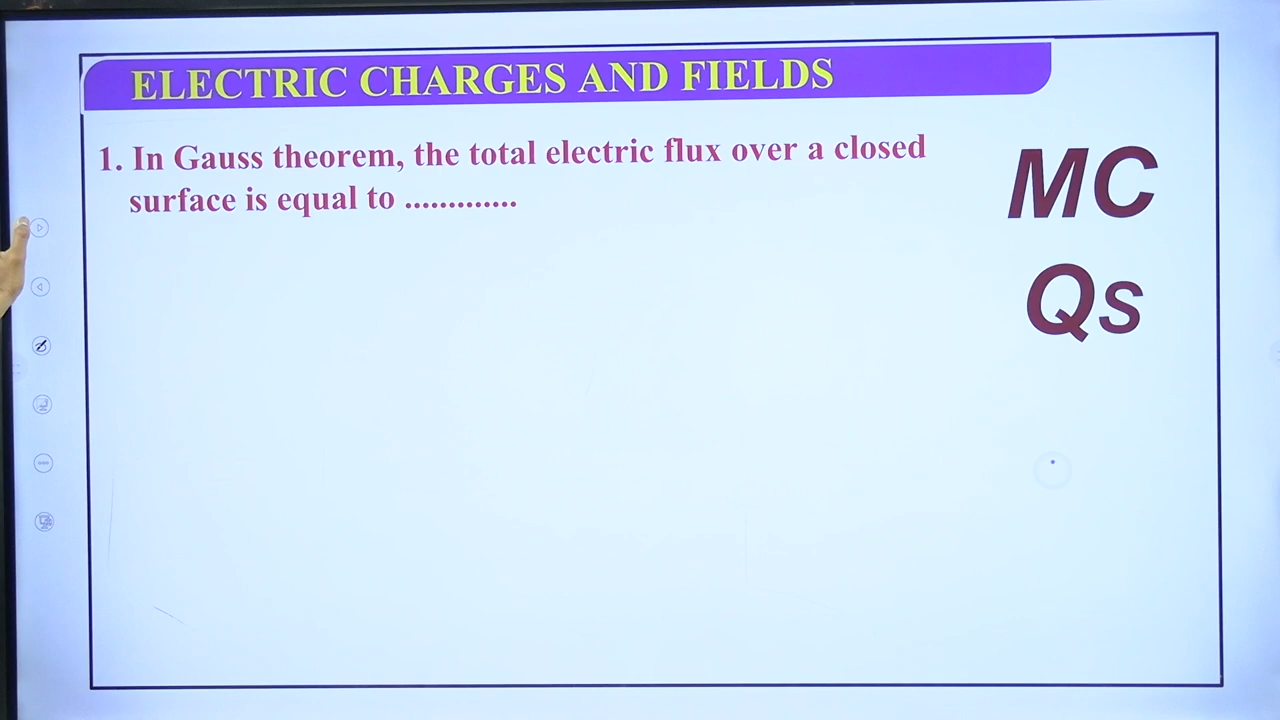 ELECTRIC CHARGES AND FIELDS
1. In Gauss theorem, the total electric flux over a closed
surface is equal to .............
MC
Qs